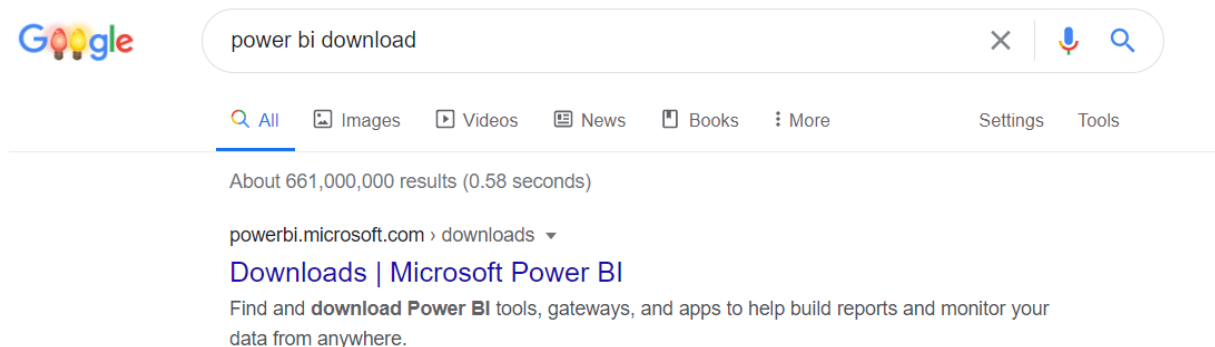 Google
power bi download
All Images Videos News Books More Settings Tools
About 661,000,000 results (0.58 seconds)
powerbi.microsoft.com › downloads
Downloads | Microsoft Power BI
Find and download Power BI tools, gateways, and apps to help build reports and monitor your
data from anywhere.